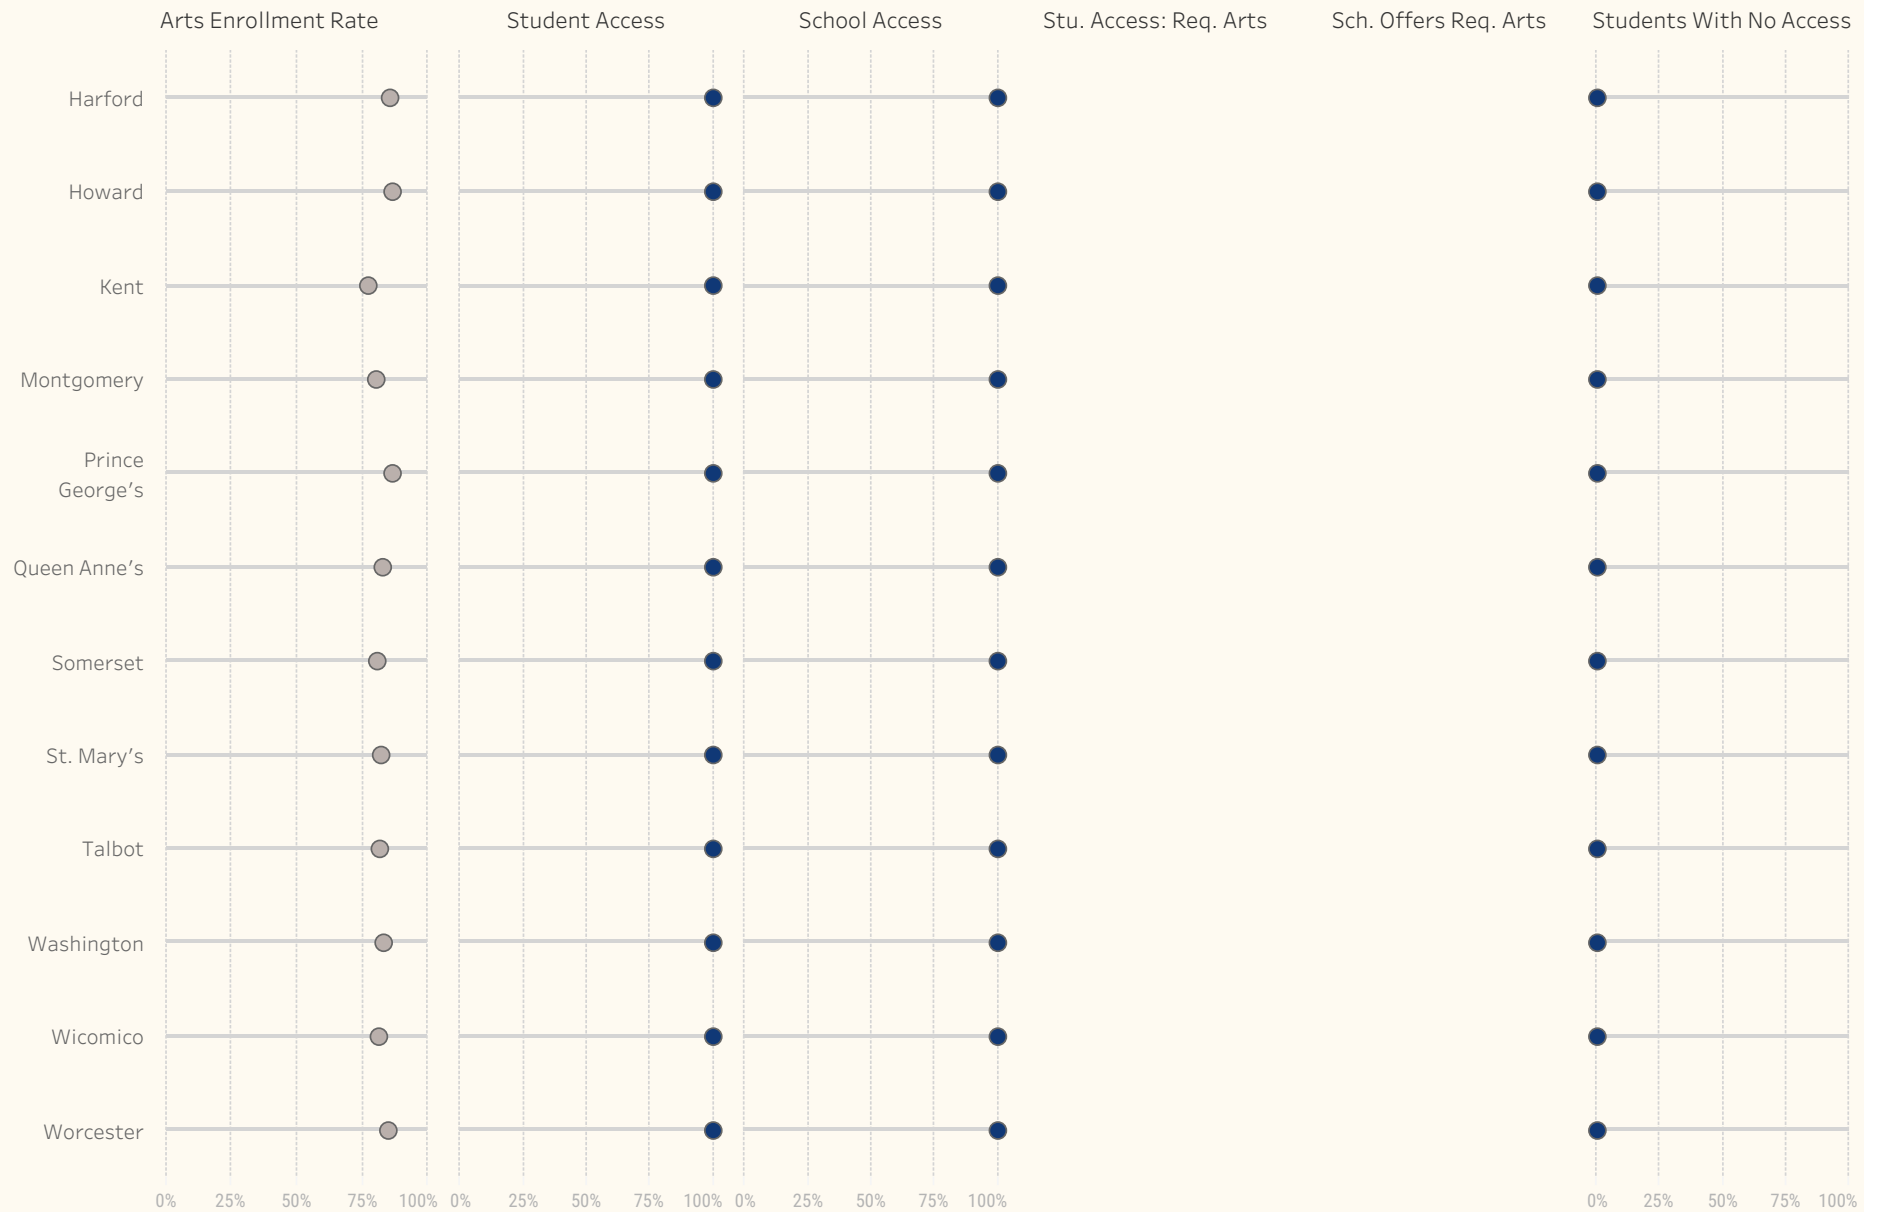 Arts Enrollment Rate Student Access School Access Stu. Access: Req. Arts Sch. Offers Req. Arts Students With No Access
Harford
Howard
Kent
Montgomery
Prince
George's
Queen Anne's
Somerset
St. Mary's
Talbot
Washington
Wicomico
Worcester
0% 25% 50% 75% 100% 0% 25% 50% 75% 100% 0% 25% 50% 75% 100% 0% 25% 50% 75% 100%